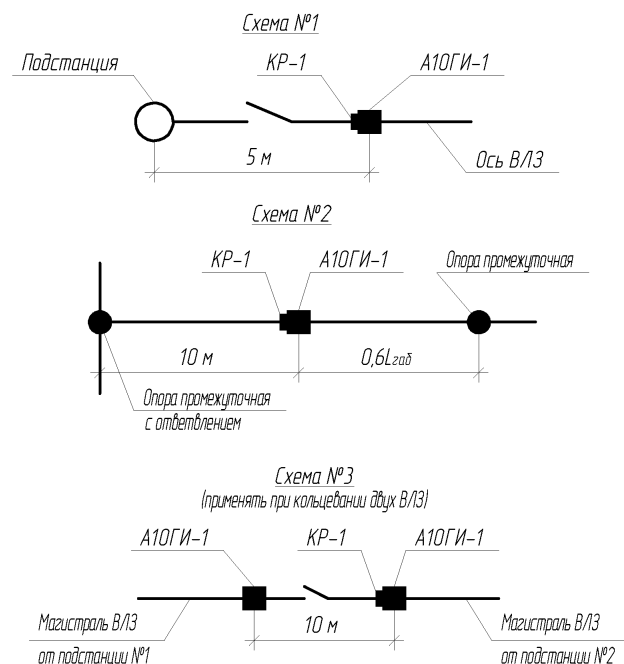 Схема №1
Подстанция
КР-1
А10ГИ-1
5 м
Ось ВЛЗ
Схема №2
КР-1
А10ГИ-1
Опора промежуточная
10 м
0,6Lгаб
Опора промежуточная
с ответвлением
Схема №3
(применять при кольцевании двух ВЛЗ)
А10ГИ-1
КР-1
А10ГИ-1
Магистраль ВЛЗ
от подстанции №1
10 м
Магистраль ВЛЗ
от подстанции №2